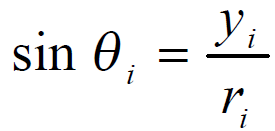 sin θ_i = y_i / r_i